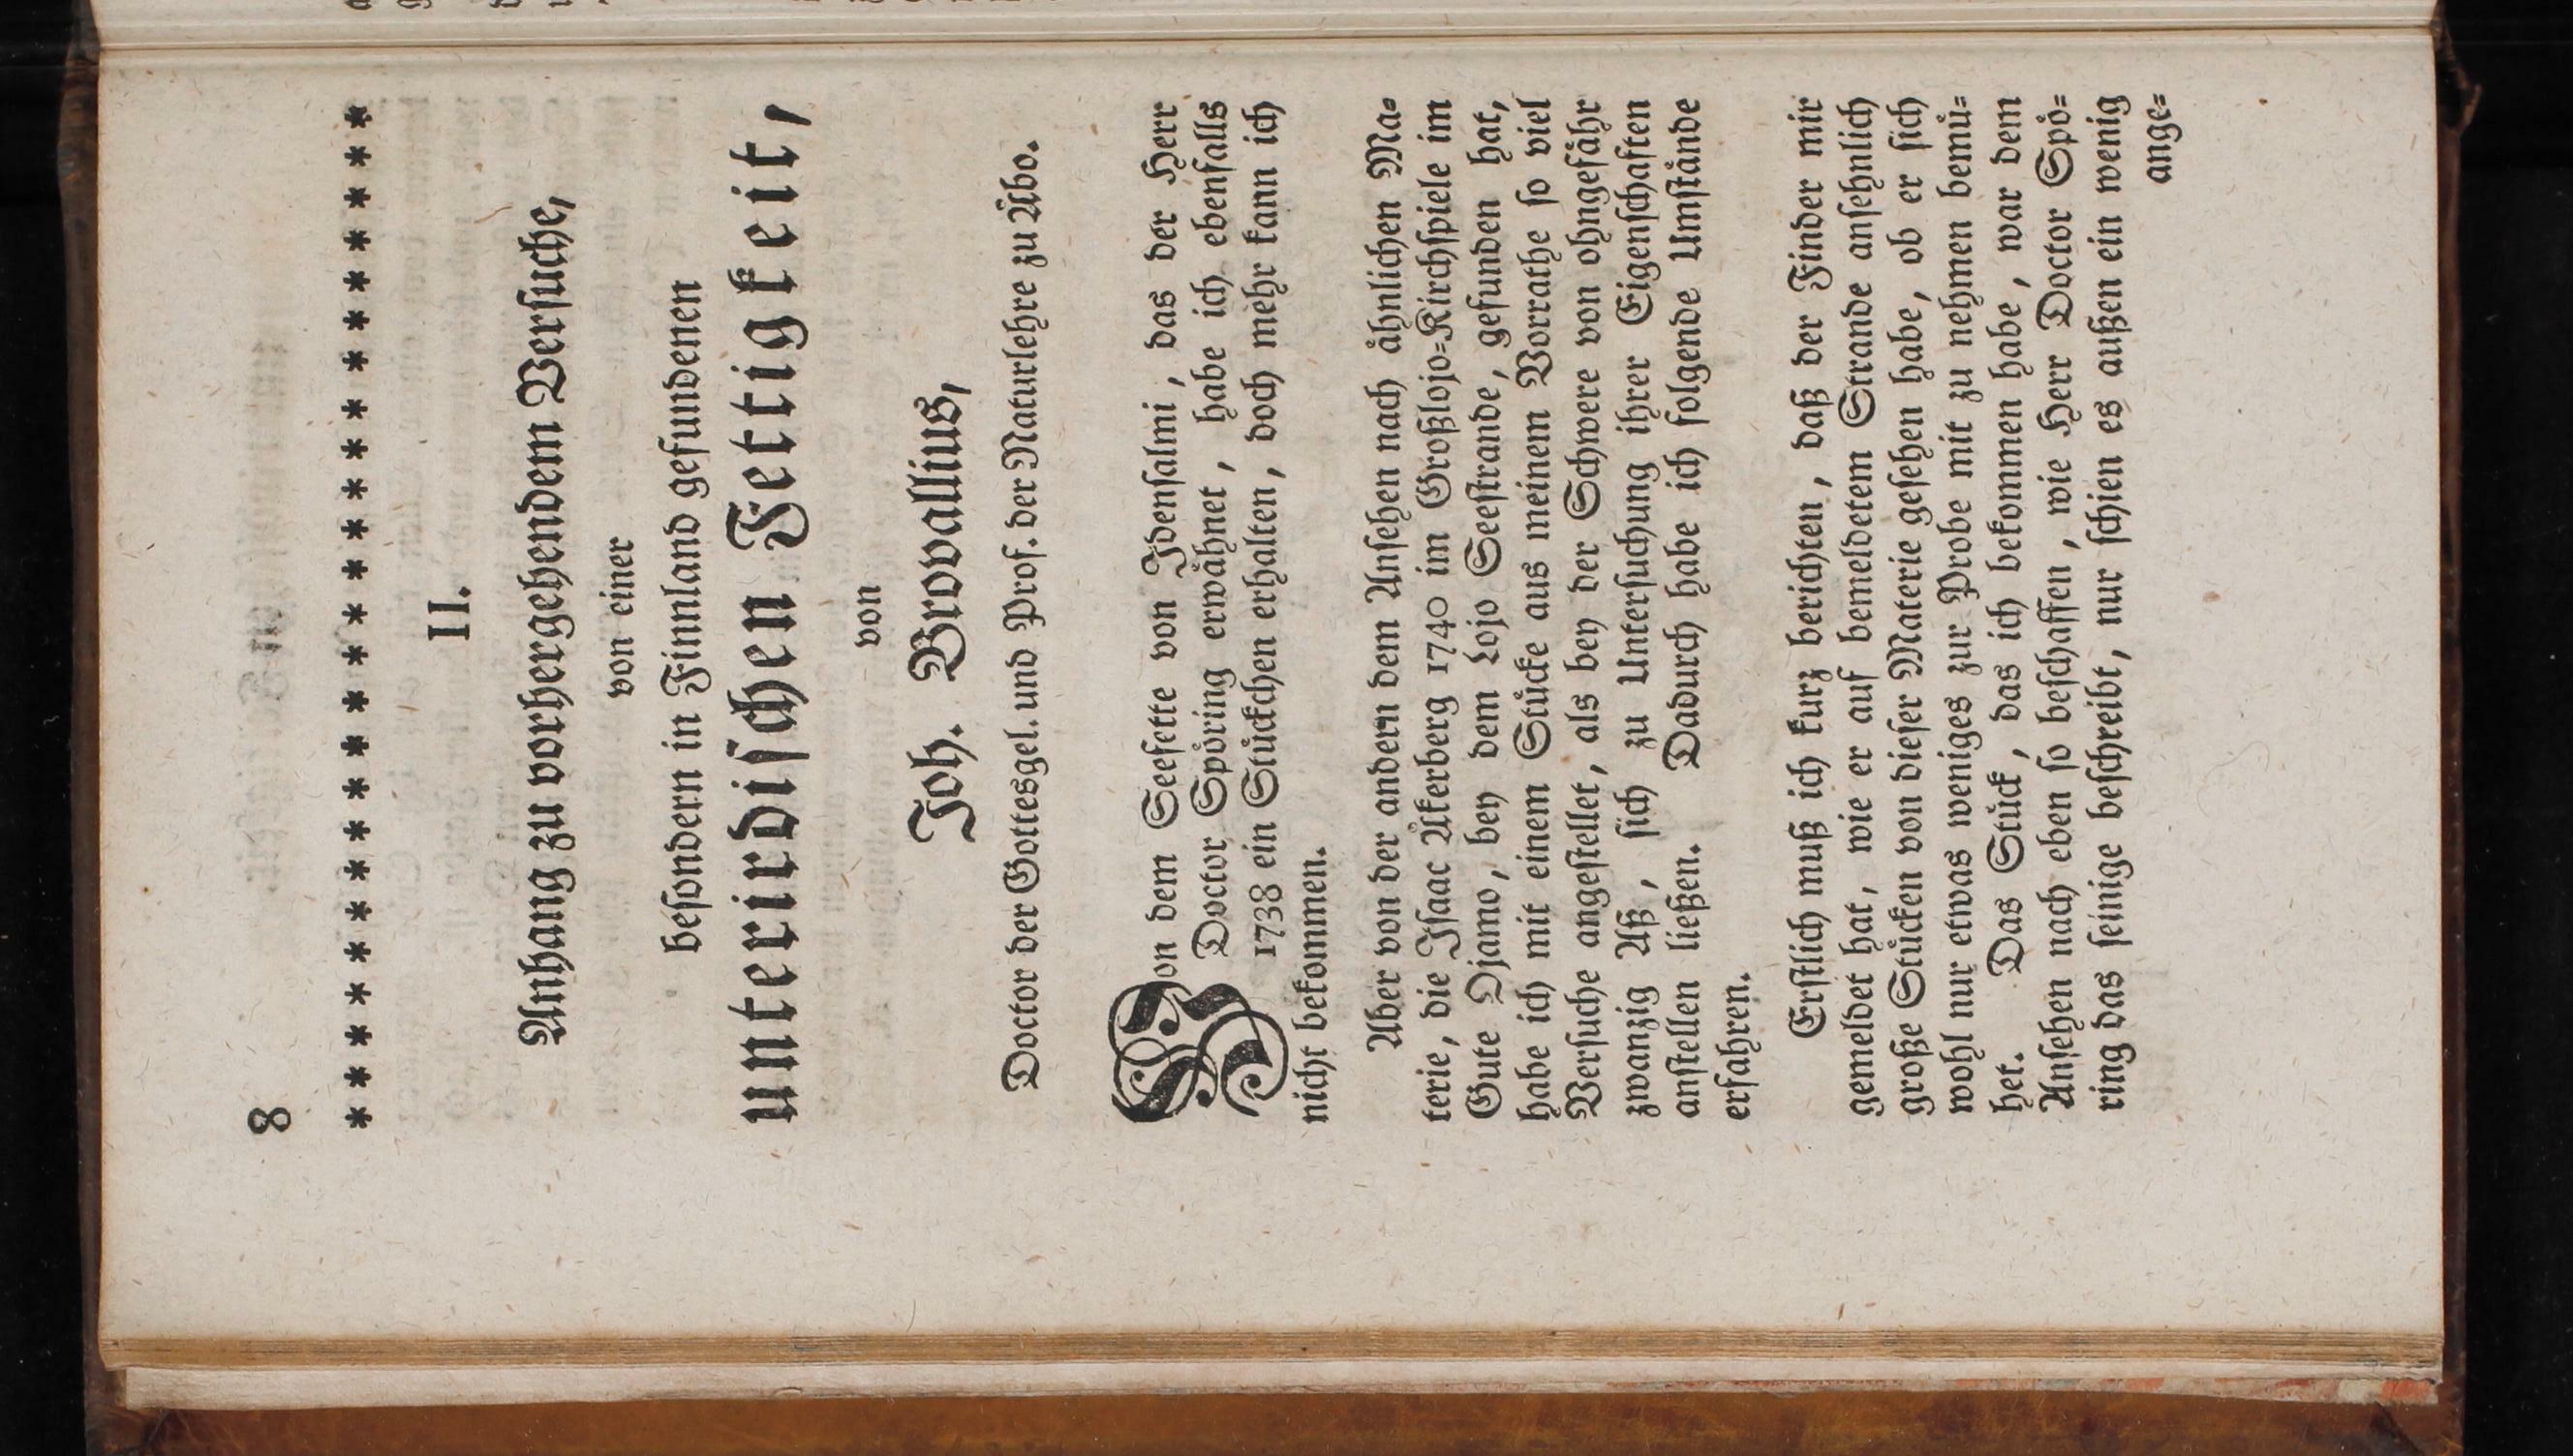 8
* * * * * * * * * * * * * * * * * * * * * * * * *
II.
Anhang zu vorhergehendem Versuche,
von einer
besondern in Finnland gefundenen
unterirdischen Fettigkeit,
von
Joh. Browallius,
Doctor der Gottesgel. und Prof. der Naturlehre zu Åbo.
Von dem Seefette von Idensalmi, das der Herr
Doctor Spöring erwähnet, habe ich ebenfalls
1738 ein Stückchen erhalten, doch mehr kann ich
nicht bekommen.
Aber von der andern dem Ansehen nach ähnlichen Ma-
terie, die Isaac Åkerberg 1740 im Großlojo-Kirchspiele im
Gute Ojamo, bey dem Lojo Seestrande, gefunden hat,
habe ich mit einem Stücke aus meinem Vorrathe so viel
Versuche angestellet, als bey der Schwere von ohngefähr
zwanzig Aß, sich zu Untersuchung ihrer Eigenschaften
anstellen ließen. Dadurch habe ich folgende Umstände
erfahren.
Erstlich muß ich kurz berichten, daß der Finder mir
gemeldet hat, wie er auf bemeldetem Strande ansehnlich
große Stücken von dieser Materie gesehen habe, ob er sich
wohl nur etwas weniges zur Probe mit zu nehmen bemü-
het. Das Stück, das ich bekommen habe, war dem
Ansehen nach eben so beschaffen, wie Herr Doctor Spö-
ring das seinige beschreibt, nur schien es außen ein wenig
ange-